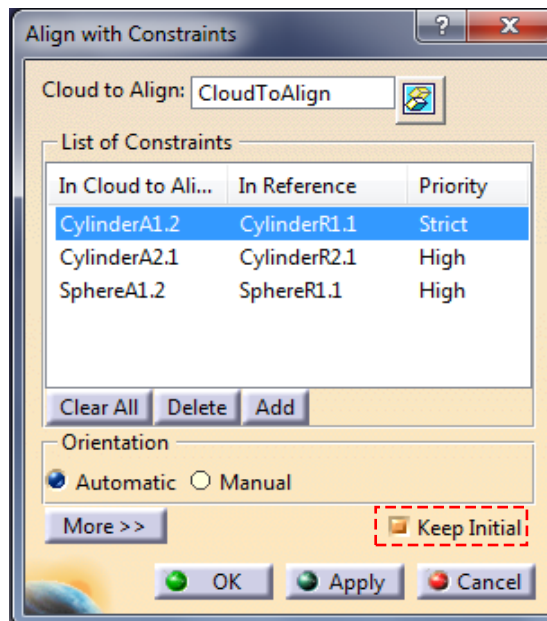 Align with Constraints
Cloud to Align: CloudToAlign
List of Constraints
In Cloud to Ali... In Reference Priority
CylinderA1.2 CylinderR1.1 Strict
CylinderA2.1 CylinderR2.1 High
SphereA1.2 SphereR1.1 High
Clear All Delete Add
Orientation
Automatic Manual
More >> Keep Initial
OK Apply Cancel